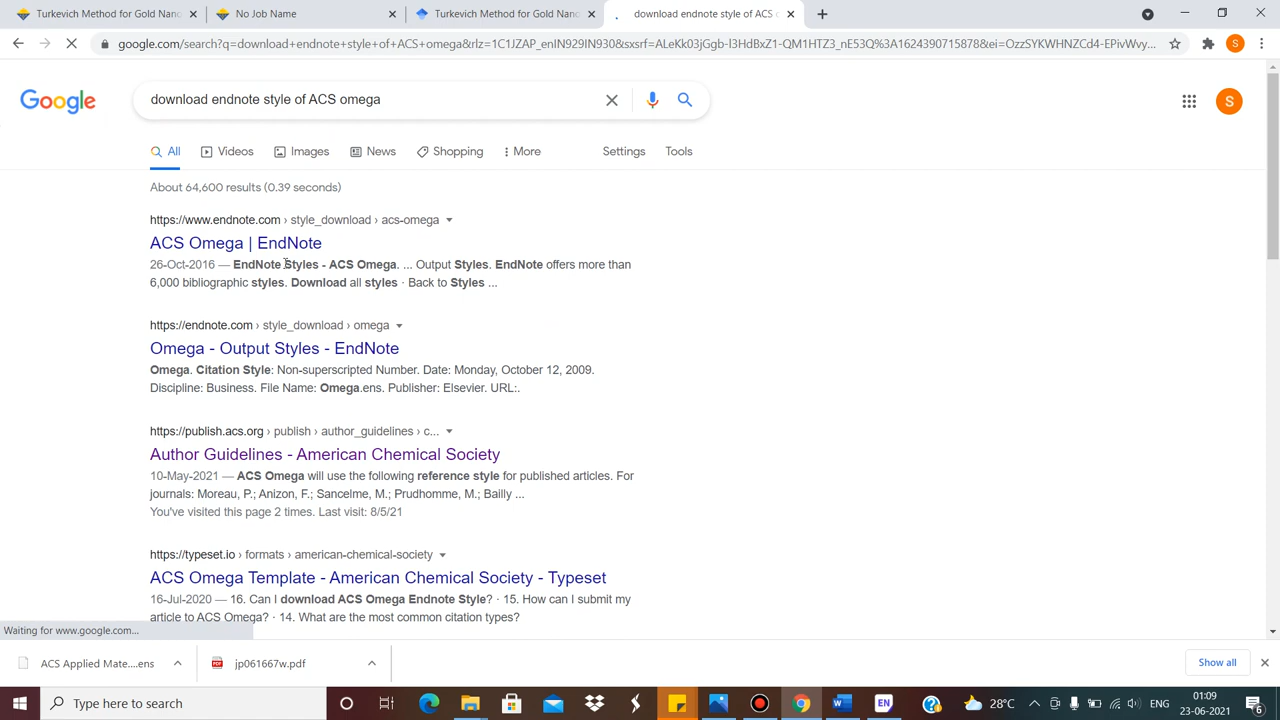 Turkevich Method for Gold Nano
No Job Name
Turkevich Method for Gold Nano
download endnote style of ACS om
google.com/search?q=download+endnote+style+of+ACS+omega&rlz=1C1JZAP_enIN929IN930&sxsrf=ALeKk03jGgb-l3HdBxZ1-QM1HTZ3_nE53Q%3A1624390715878&ei=OzzSYKWHNZCd4-EPivWvy...
S
Google
download endnote style of ACS omega
S
All
Videos
Images
News
Shopping
More
Settings
Tools
About 64,600 results (0.39 seconds)
https://www.endnote.com › style_download › acs-omega
ACS Omega | EndNote
26-Oct-2016 — EndNote Styles - ACS Omega. ... Output Styles. EndNote offers more than
6,000 bibliographic styles. Download all styles · Back to Styles ...
https://endnote.com › style_download › omega
Omega - Output Styles - EndNote
Omega. Citation Style: Non-superscripted Number. Date: Monday, October 12, 2009.
Discipline: Business. File Name: Omega.ens. Publisher: Elsevier. URL:.
https://publish.acs.org › publish › author_guidelines › c...
Author Guidelines - American Chemical Society
10-May-2021 — ACS Omega will use the following reference style for published articles. For
journals: Moreau, P.; Anizon, F.; Sancelme, M.; Prudhomme, M.; Bailly ...
You've visited this page 2 times. Last visit: 8/5/21
https://typeset.io › formats › american-chemical-society
ACS Omega Template - American Chemical Society - Typeset
16-Jul-2020 — 16. Can I download ACS Omega Endnote Style? · 15. How can I submit my
article to ACS Omega? · 14. What are the most common citation types?
Waiting for www.google.com...
ACS Applied Mate....ens
jp061667w.pdf
Show all
Type here to search
W
EN
28°C
01:09
23-06-2021
6